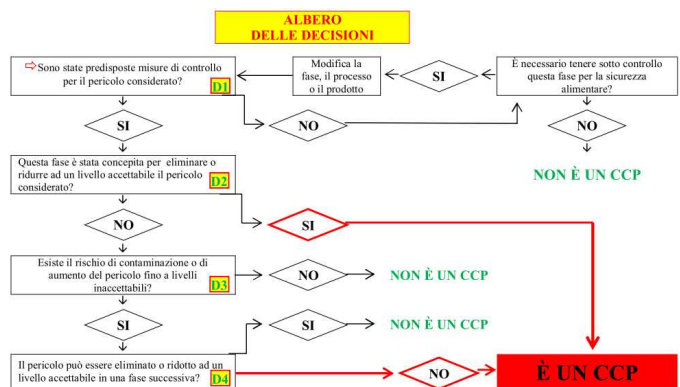 ALBERO
DELLE DECISIONI
⇨Sono state predisposte misure di controllo
per il pericolo considerato?
D1
Modifica la
fase, il processo
o il prodotto
SI
È necessario tenere sotto controllo
questa fase per la sicurezza
alimentare?
SI
NO
NO
NON È UN CCP
Questa fase è stata concepita per eliminare o
ridurre ad un livello accettabile il pericolo
considerato?
D2
NO
SI
Esiste il rischio di contaminazione o di
aumento del pericolo fino a livelli
inaccettabili?
D3
NO
NON È UN CCP
SI
SI
NON È UN CCP
Il pericolo può essere eliminato o ridotto ad un
livello accettabile in una fase successiva?
D4
NO
È UN CCP